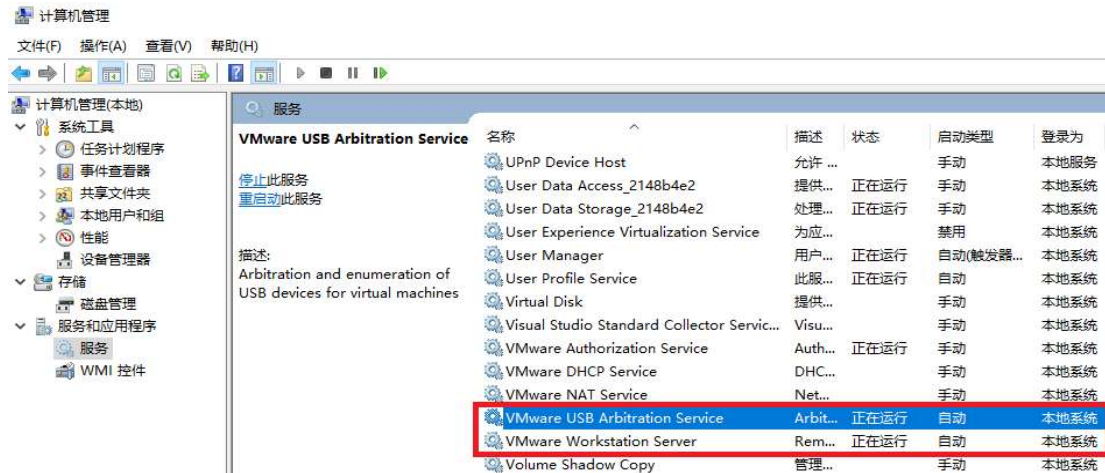 计算机管理
文件(F) 操作(A) 查看(V) 帮助(H)
计算机管理(本地)
系统工具
任务计划程序
事件查看器
共享文件夹
本地用户和组
性能
设备管理器
存储
磁盘管理
服务和应用程序
服务
WMI 控件
服务
VMware USB Arbitration Service
停止此服务
重启动此服务
描述:
Arbitration and enumeration of
USB devices for virtual machines
名称 描述 状态 启动类型 登录为
UPnP Device Host 允许 ... 手动 本地服务
User Data Access_2148b4e2 提供... 正在运行 手动 本地系统
User Data Storage_2148b4e2 处理... 正在运行 手动 本地系统
User Experience Virtualization Service 为应... 禁用 本地系统
User Manager 用户... 正在运行 自动(触发器... 本地系统
User Profile Service 此服... 正在运行 自动 本地系统
Virtual Disk 提供... 手动 本地系统
Visual Studio Standard Collector Servic... Visu... 手动 本地系统
VMware Authorization Service Auth... 正在运行 手动 本地系统
VMware DHCP Service DHC... 手动 本地系统
VMware NAT Service Net... 手动 本地系统
VMware USB Arbitration Service Arbit... 正在运行 自动 本地系统
VMware Workstation Server Rem... 正在运行 自动 本地系统
Volume Shadow Copy 管理... 手动 本地系统